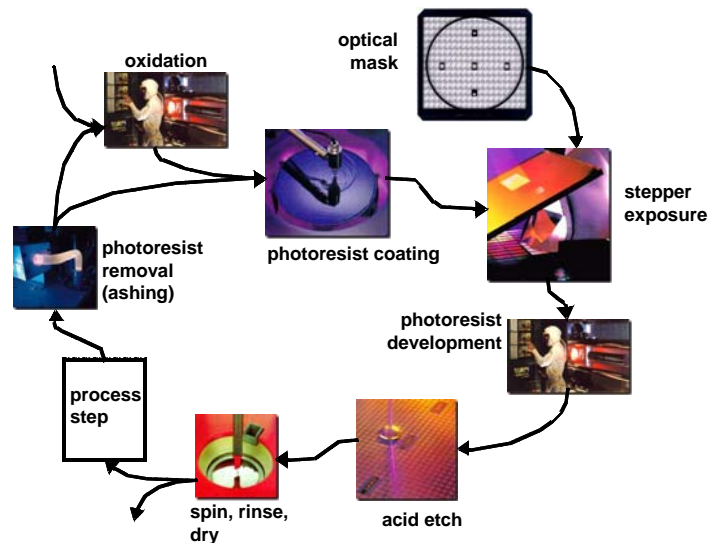 oxidation
optical
mask
stepper
exposure
photoresist coating
photoresist
removal
(ashing)
photoresist
development
process
step
spin, rinse,
dry
acid etch